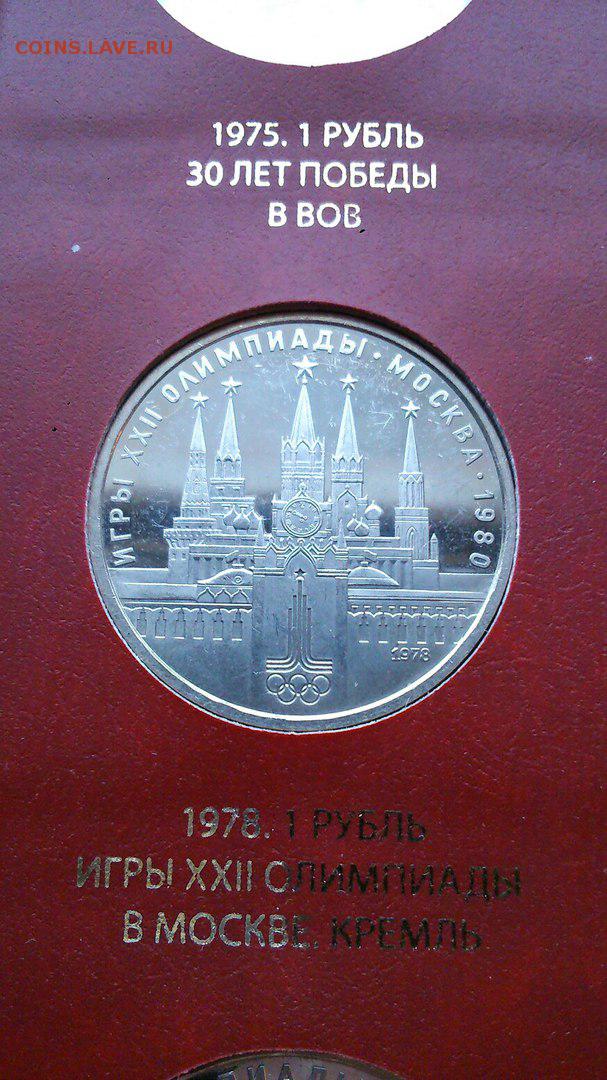 COINS.LAVE.RU
1975. 1 РУБЛЬ
30 ЛЕТ ПОБЕДЫ
В ВОВ
ИГРЫ XXII ОЛИМПИАДЫ • МОСКВА • 1980
1978
1978. 1 РУБЛЬ
ИГРЫ XXII ОЛИМПИАДЫ
В МОСКВЕ. КРЕМЛЬ